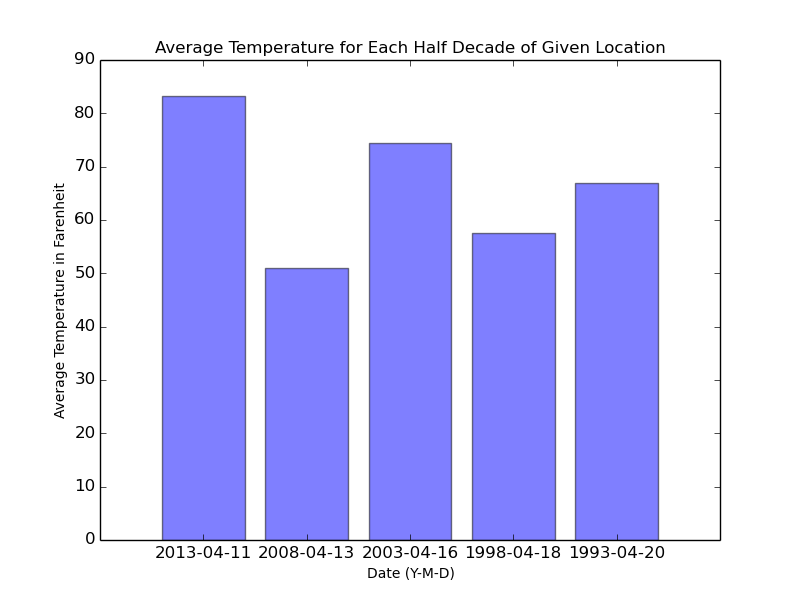 Average Temperature for Each Half Decade of Given Location
90
80
70
60
50
40
30
20
10
0
Average Temperature in Farenheit
2013-04-11 2008-04-13 2003-04-16 1998-04-18 1993-04-20
Date (Y-M-D)